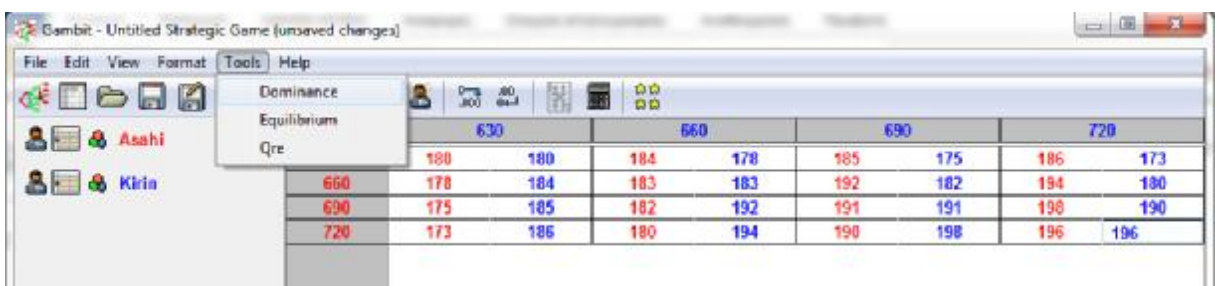 Gambit - Untitled Strategic Game (unsaved changes)
File Edit View Format Tools Help
Dominance
Equilibrium
Qre
Asahi
Kirin
630 660 690 720
180 180 184 178 185 175 186 173
660 178 184 183 183 192 182 194 180
690 175 185 182 192 191 191 198 190
720 173 186 180 194 190 198 196 196